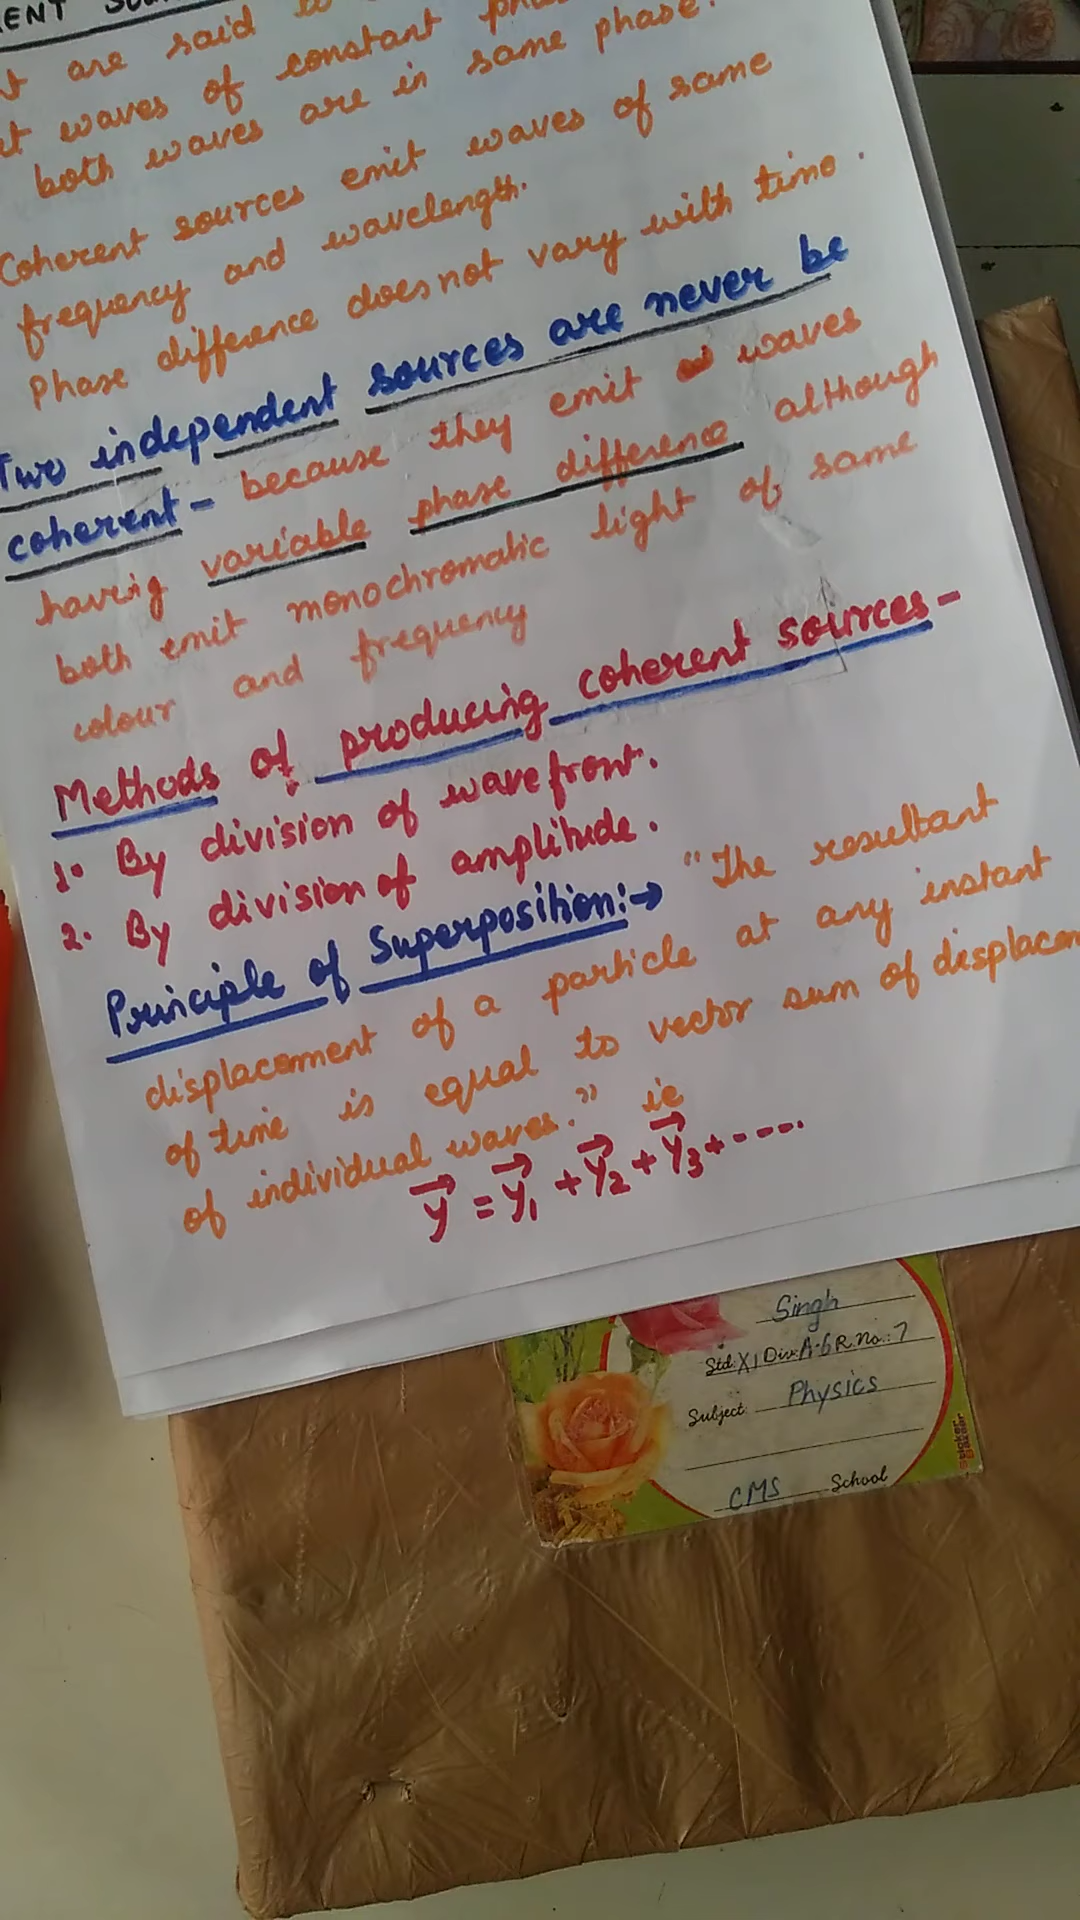 are said to
waves of constant
both waves are in same phase.
Coherent sources emit waves of same
frequency and wavelength.
Phase difference does not vary with time.
Two independent sources are never be
coherent - because they emit waves
having variable phase difference although
both emit monochromatic light of same
colour and frequency
Methods of producing coherent sources -
1. By division of wavefront.
2. By division of amplitude.
Principle of Superposition:→ "The resultant
displacement of a particle at any instant
of time is equal to vector sum of displacem
of individual waves." ie
y⃗ = y⃗₁ + y⃗₂ + y⃗₃ + ----
Singh
Std: XI Div: A-6 R.No.: 7
Subject: Physics
CMS School
Sticker Bazaar